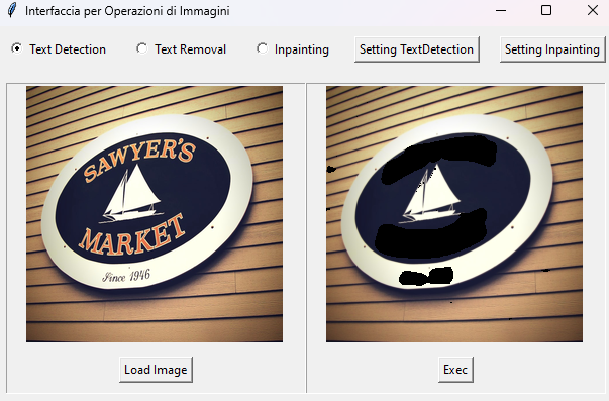 Interfaccia per Operazioni di Immagini
Text Detection Text Removal Inpainting Setting TextDetection Setting Inpainting
SAWYER'S
MARKET
Since 1946
Load Image Exec